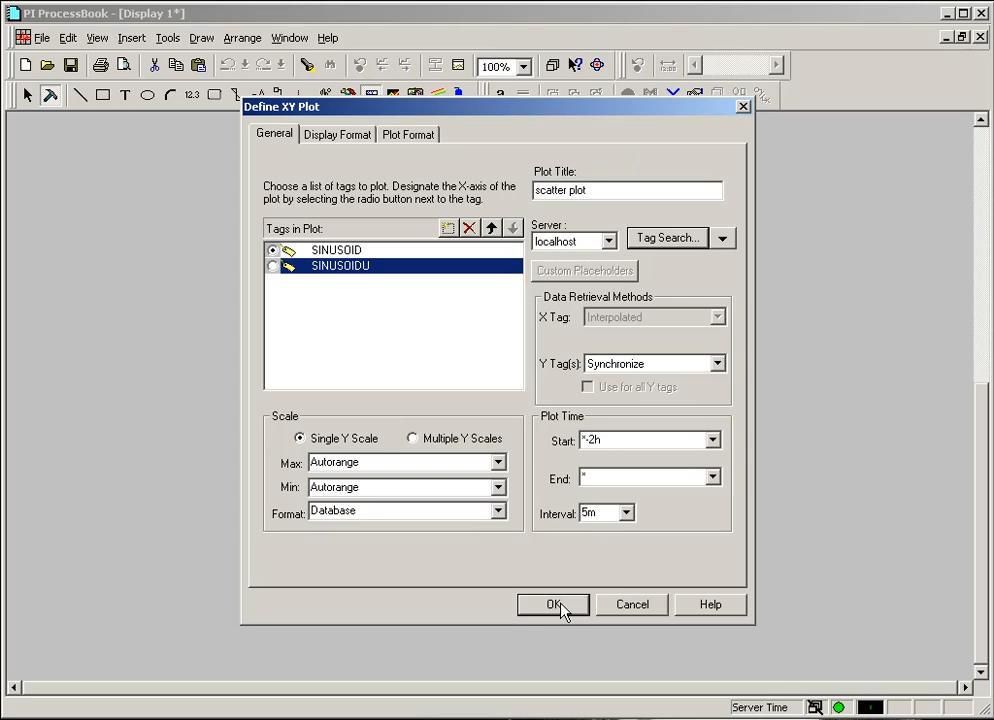 PI ProcessBook - [Display 1*]
File Edit View Insert Tools Draw Arrange Window Help
100%
12.3
Define XY Plot
General Display Format Plot Format
Plot Title:
Choose a list of tags to plot. Designate the X-axis of the
plot by selecting the radio button next to the tag.
scatter plot
Tags in Plot:
Server :
localhost
Tag Search...
SINUSOID
SINUSOIDU
Custom Placeholders
Data Retrieval Methods
X Tag: Interpolated
Y Tag(s): Synchronize
Use for all Y tags
Scale
Single Y Scale Multiple Y Scales
Max: Autorange
Min: Autorange
Format: Database
Plot Time
Start: *-2h
End: *
Interval: 5m
OK Cancel Help
Server Time